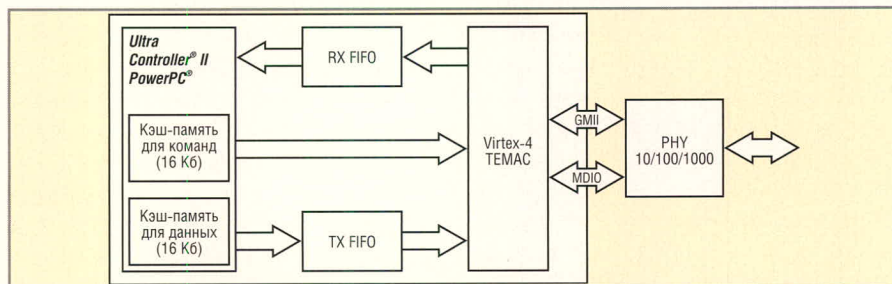 Ultra
Controller® II
PowerPC®
RX FIFO
Кэш-память
для команд
(16 Кб)
Virtex-4
TEMAC
GMII
MDIO
PHY
10/100/1000
Кэш-память
для данных
(16 Кб)
TX FIFO